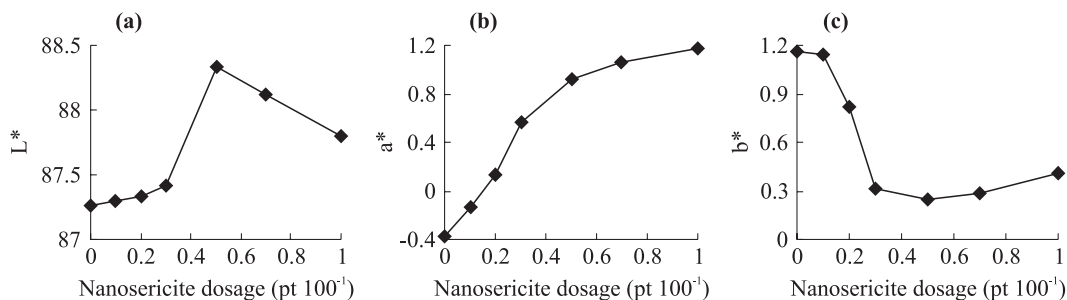 (a)
88.5
88
87.5
87
L*
0 0.2 0.4 0.6 0.8 1
Nanosericite dosage (pt 100⁻¹)
(b)
1.2
0.8
0.4
0
-0.4
a*
0 0.2 0.4 0.6 0.8 1
Nanosericite dosage (pt 100⁻¹)
(c)
1.2
0.9
0.6
0.3
0
b*
0 0.2 0.4 0.6 0.8 1
Nanosericite dosage (pt 100⁻¹)